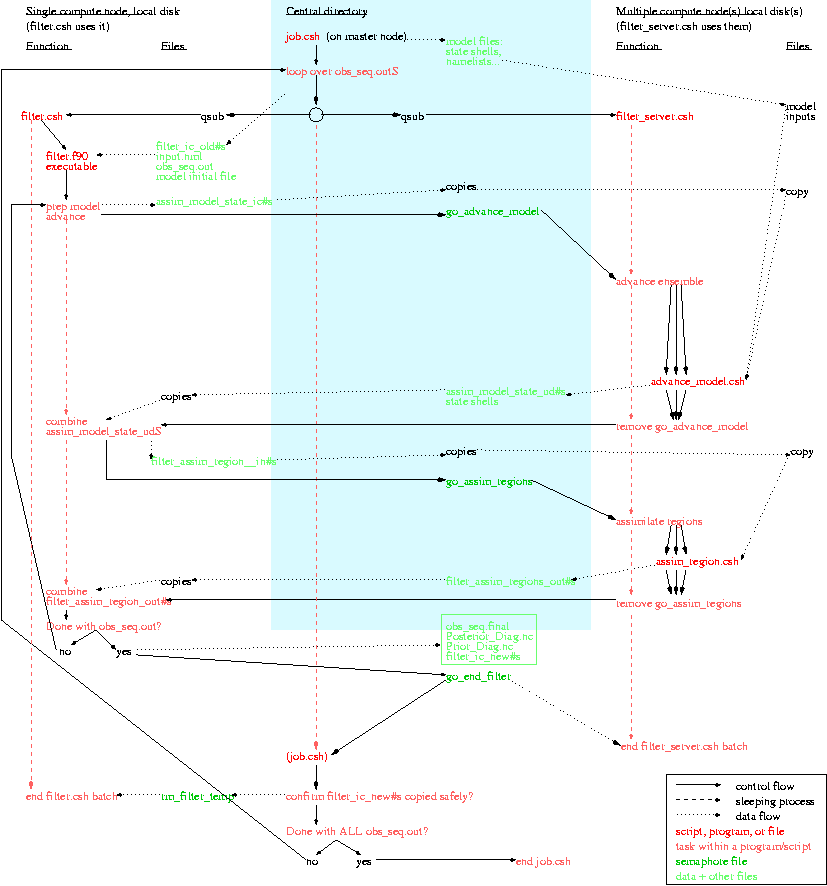 Single compute node, local disk
(filter.csh uses it)
Function
Files
Central directory
Multiple compute node(s) local disk(s)
(filter_server.csh uses them)
Function
Files
job.csh (on master node)
model files:
state shells,
namelists...
loop over obs_seq.outS
model
inputs
filter.csh
qsub
qsub
filter_server.csh
filter_ic_old#s
input.nml
obs_seq.out
model initial file
filter.f90
executable
copies
copy
prep model
advance
assim_model_state_ic#s
go_advance_model
advance ensemble
advance_model.csh
copies
assim_model_state_ud#s
state shells
combine
assim_model_state_udS
remove go_advance_model
filter_assim_region__in#s
copies
copy
go_assim_regions
assimilate regions
assim_region.csh
copies
filter_assim_regions_out#s
combine
filter_assim_region_out#s
remove go_assim_regions
Done with obs_seq.out?
no
yes
obs_seq.final
Posterior_Diag.nc
Prior_Diag.nc
filter_ic_new#s
go_end_filter
(job.csh)
end filter_server.csh batch
end filter.csh batch
rm_filter_temp
confirm filter_ic_new#s copied safely?
Done with ALL obs_seq.out?
no
yes
end job.csh
control flow
sleeping process
data flow
script, program, or file
task within a program/script
semaphore file
data + other files